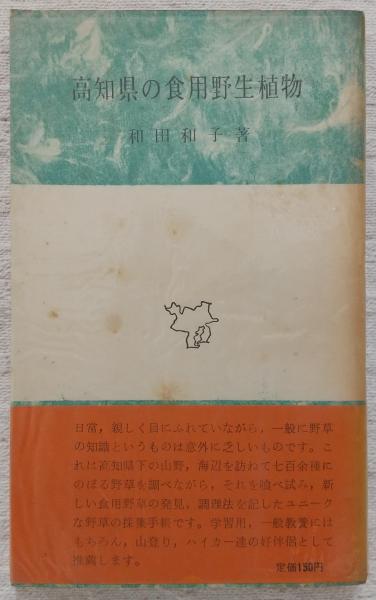 高知県の食用野生植物
和田和子著
日常，親しく目にふれていながら，一般に野草
の知識というものは意外に乏しいものです。こ
れは高知県下の山野，海辺を訪ねて七百余種に
のぼる野草を調べながら，それを喰べ試み，新
しい食用野草の発見，調理法を記したユニーク
な野草の採集手帳です。学習用，一般教養には
もちろん，山登り，ハイカー達の好伴侶として
推薦します。
定価150円